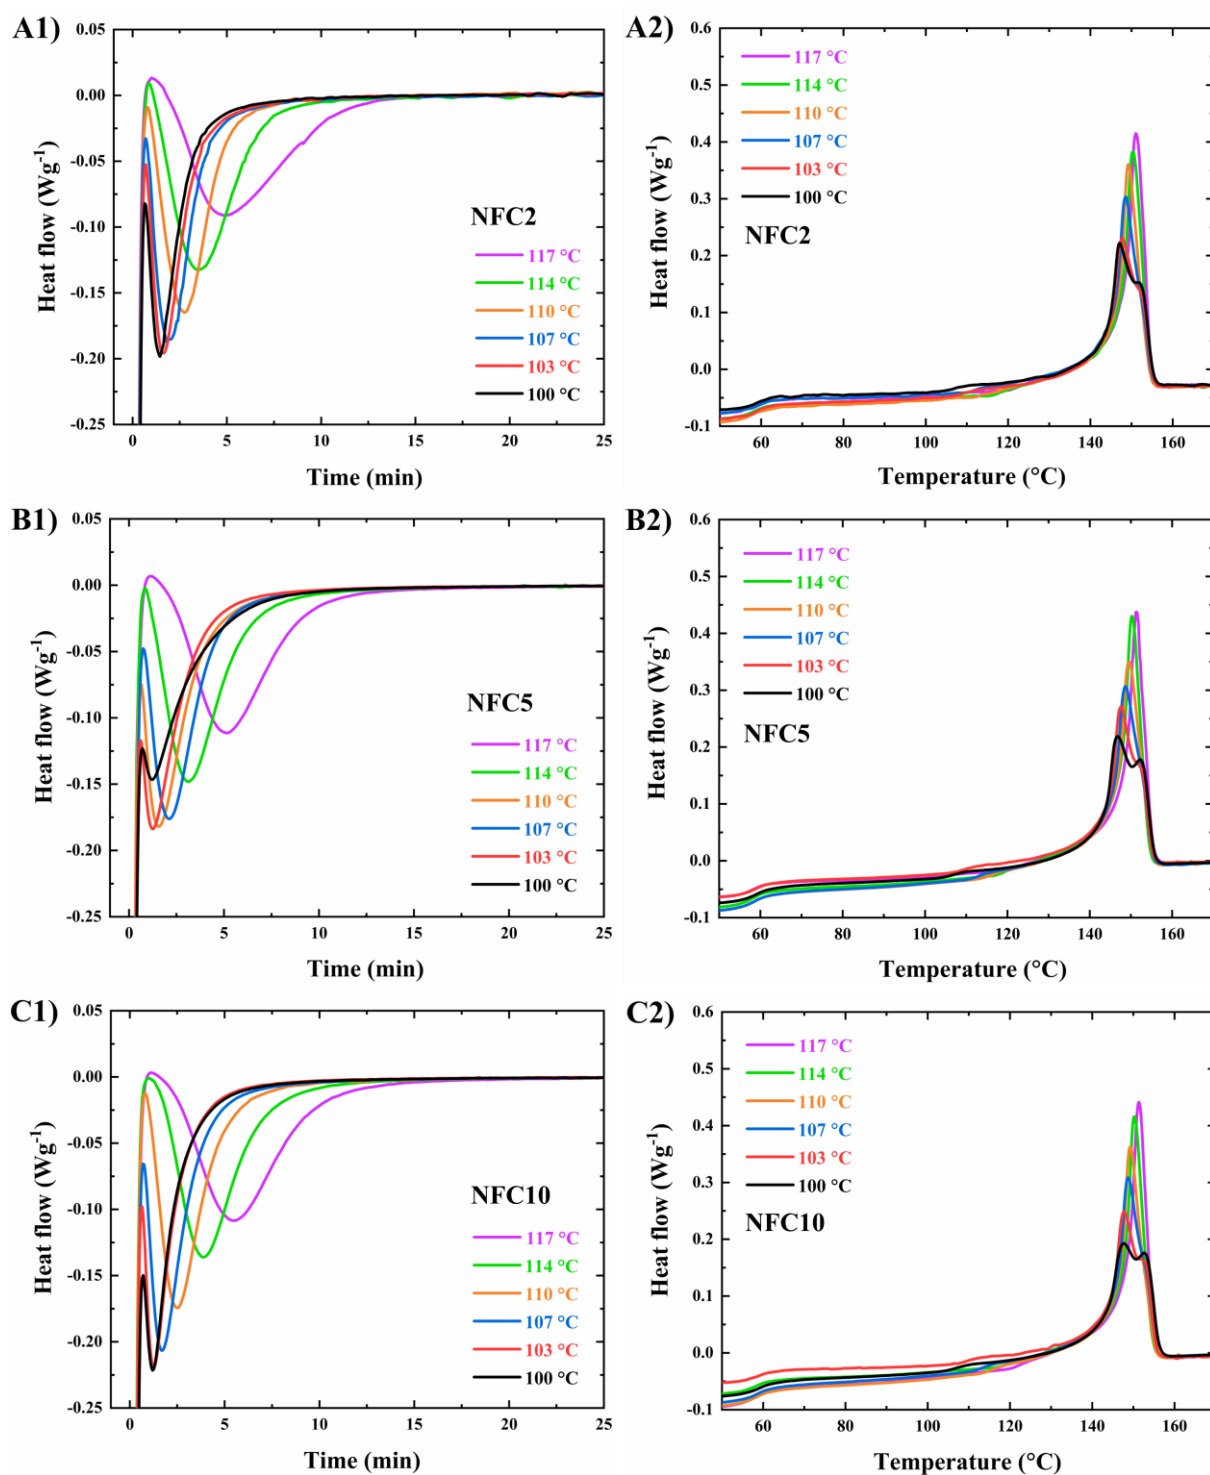 A1)
0.05
0.00
-0.05
-0.10
-0.15
-0.20
-0.25
Heat flow (Wg⁻¹)
NFC2
117 °C
114 °C
110 °C
107 °C
103 °C
100 °C
0 5 10 15 20 25
Time (min)
A2)
0.6
0.5
0.4
0.3
0.2
0.1
0.0
-0.1
Heat flow (Wg⁻¹)
117 °C
114 °C
110 °C
107 °C
103 °C
100 °C
NFC2
60 80 100 120 140 160
Temperature (°C)
B1)
0.05
0.00
-0.05
-0.10
-0.15
-0.20
-0.25
Heat flow (Wg⁻¹)
NFC5
117 °C
114 °C
110 °C
107 °C
103 °C
100 °C
0 5 10 15 20 25
Time (min)
B2)
0.6
0.5
0.4
0.3
0.2
0.1
0.0
-0.1
Heat flow (Wg⁻¹)
117 °C
114 °C
110 °C
107 °C
103 °C
100 °C
NFC5
60 80 100 120 140 160
Temperature (°C)
C1)
0.05
0.00
-0.05
-0.10
-0.15
-0.20
-0.25
Heat flow (Wg⁻¹)
NFC10
117 °C
114 °C
110 °C
107 °C
103 °C
100 °C
0 5 10 15 20 25
Time (min)
C2)
0.6
0.5
0.4
0.3
0.2
0.1
0.0
-0.1
Heat flow (Wg⁻¹)
117 °C
114 °C
110 °C
107 °C
103 °C
100 °C
NFC10
60 80 100 120 140 160
Temperature (°C)